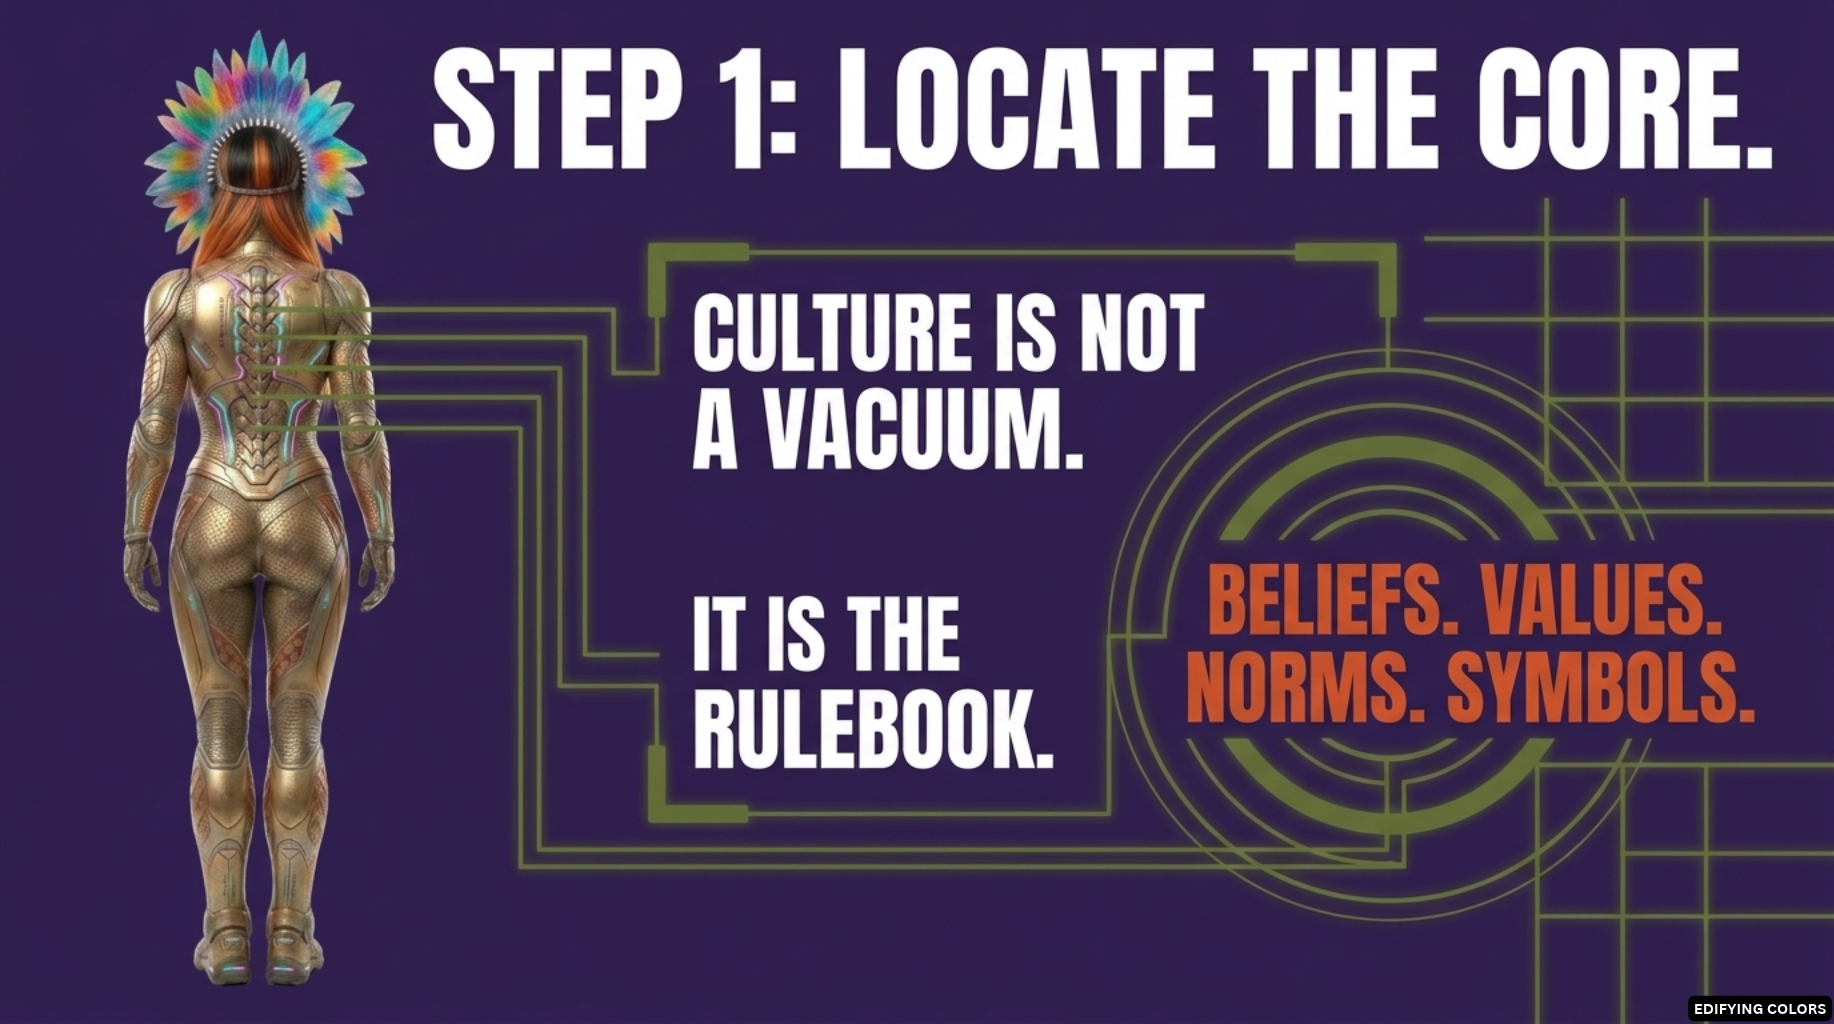 STEP 1: LOCATE THE CORE.
CULTURE IS NOT
A VACUUM.
IT IS THE
RULEBOOK.
BELIEFS. VALUES.
NORMS. SYMBOLS.
EDIFYING COLORS